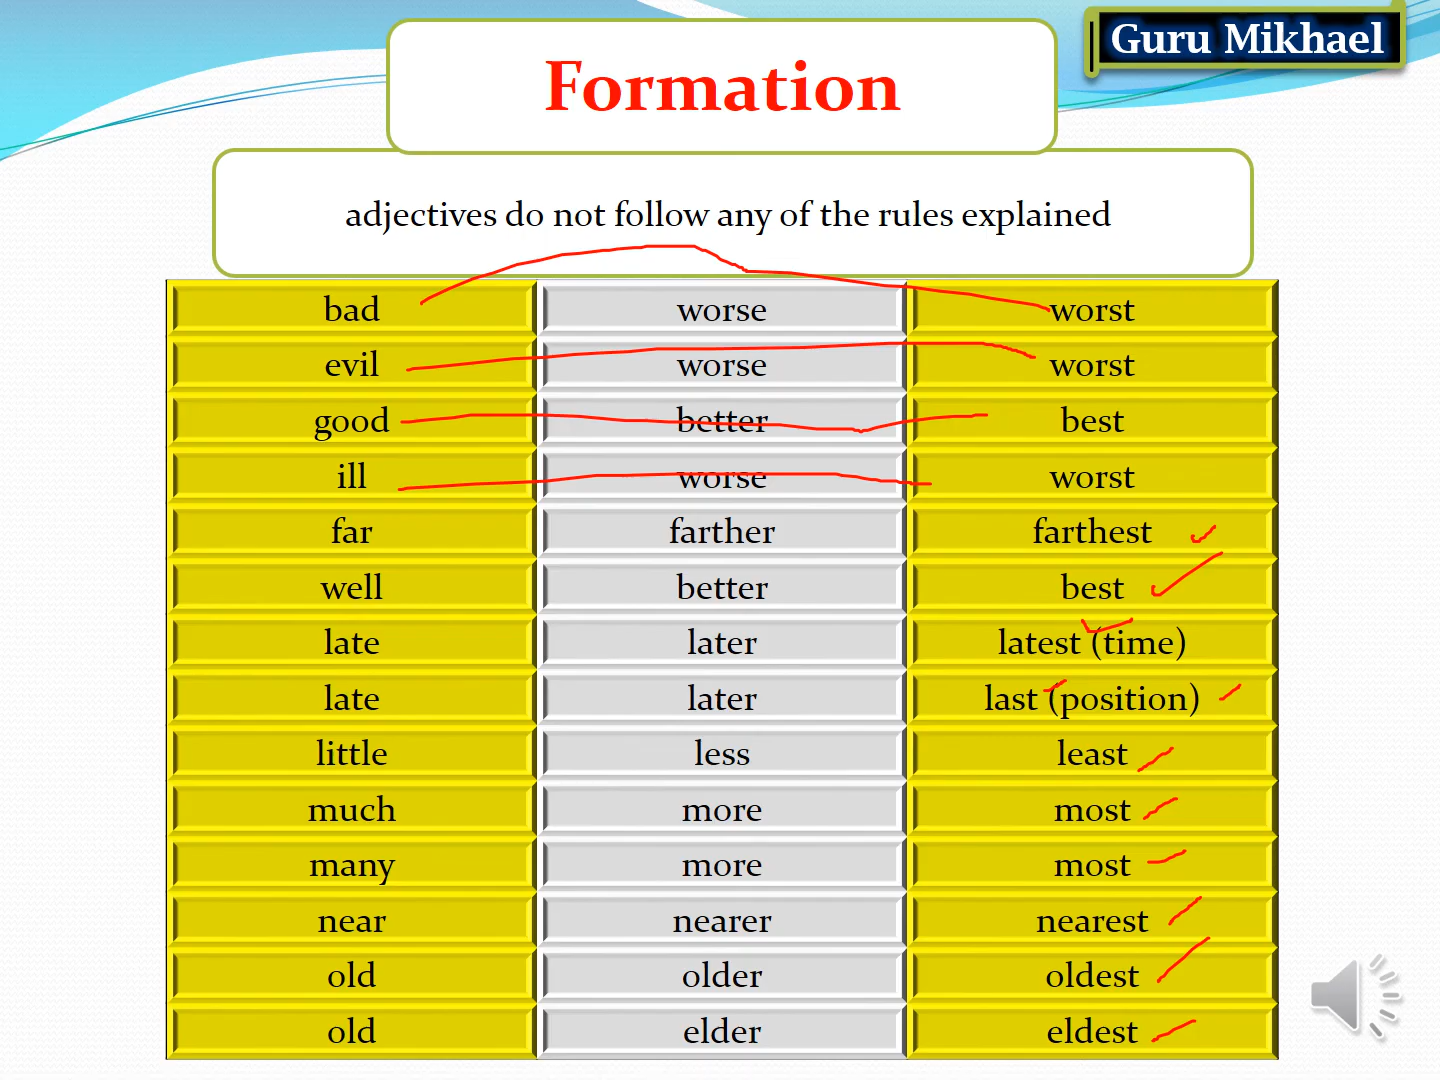 Guru Mikhael
Formation
adjectives do not follow any of the rules explained
bad worse worst
evil worse worst
good better best
ill worse worst
far farther farthest
well better best
late later latest (time)
late later last (position)
little less least
much more most
many more most
near nearer nearest
old older oldest
old elder eldest